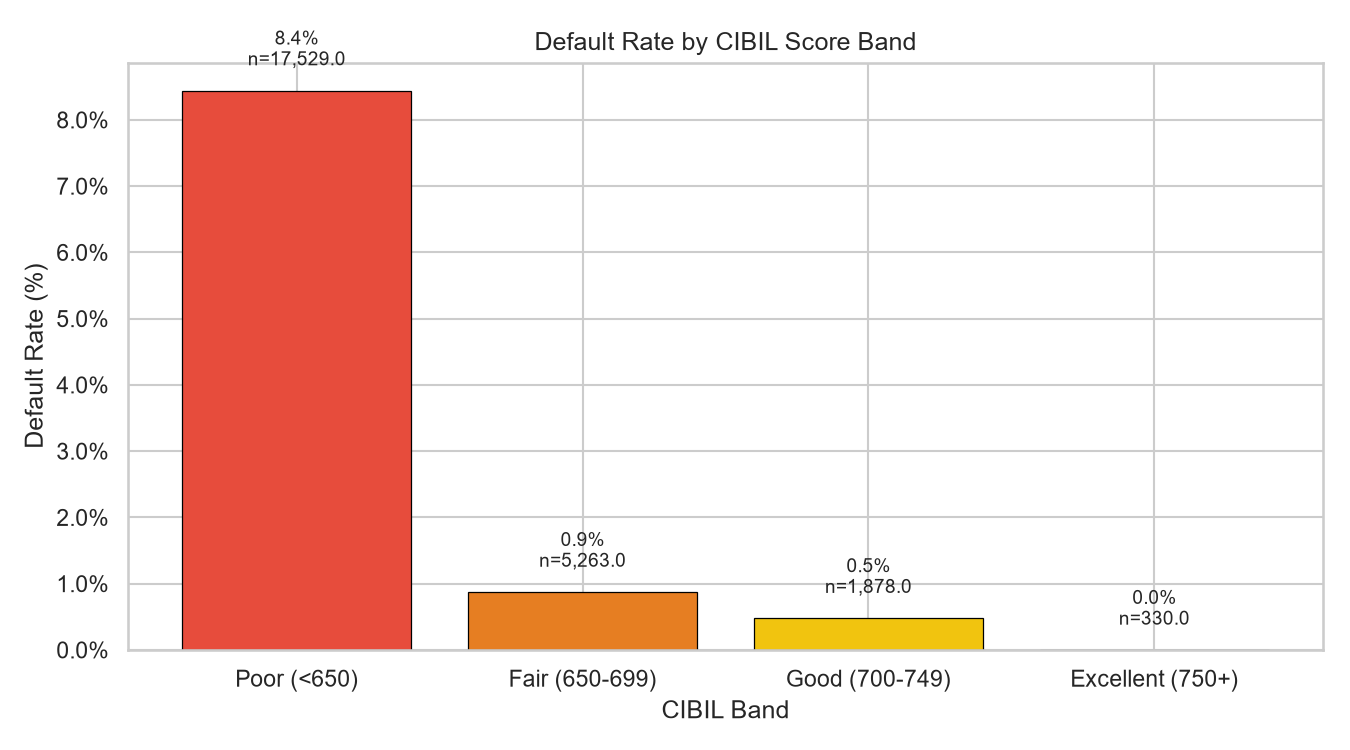 Default Rate by CIBIL Score Band
8.4%
n=17,529.0
8.0%
7.0%
6.0%
5.0%
4.0%
3.0%
2.0%
1.0%
0.0%
Default Rate (%)
0.9%
n=5,263.0
0.5%
n=1,878.0
0.0%
n=330.0
Poor (<650)
Fair (650-699)
Good (700-749)
Excellent (750+)
CIBIL Band